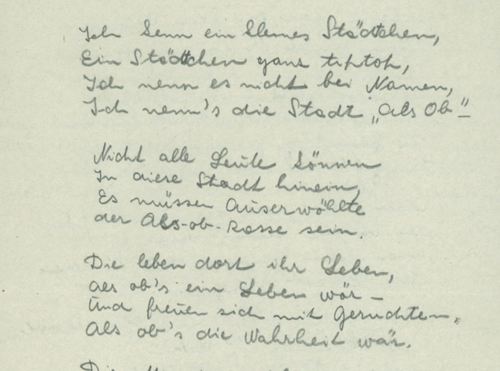 Ich kenn ein kleines Städtchen,
Ein Städtchen ganz tiptop,
Ich nenn es nicht bei Namen,
Ich nenn's die Stadt „Als Ob"_
Nicht alle Leute können
In diese Stadt hinein,
Es müssen Auserwählte
der Als-ob-Rasse sein.
Die leben dort ihr Leben,
als ob's ein Leben wär –
Und freuen sich mit Gerüchten,
Als ob's die Wahrheit wär.
Die